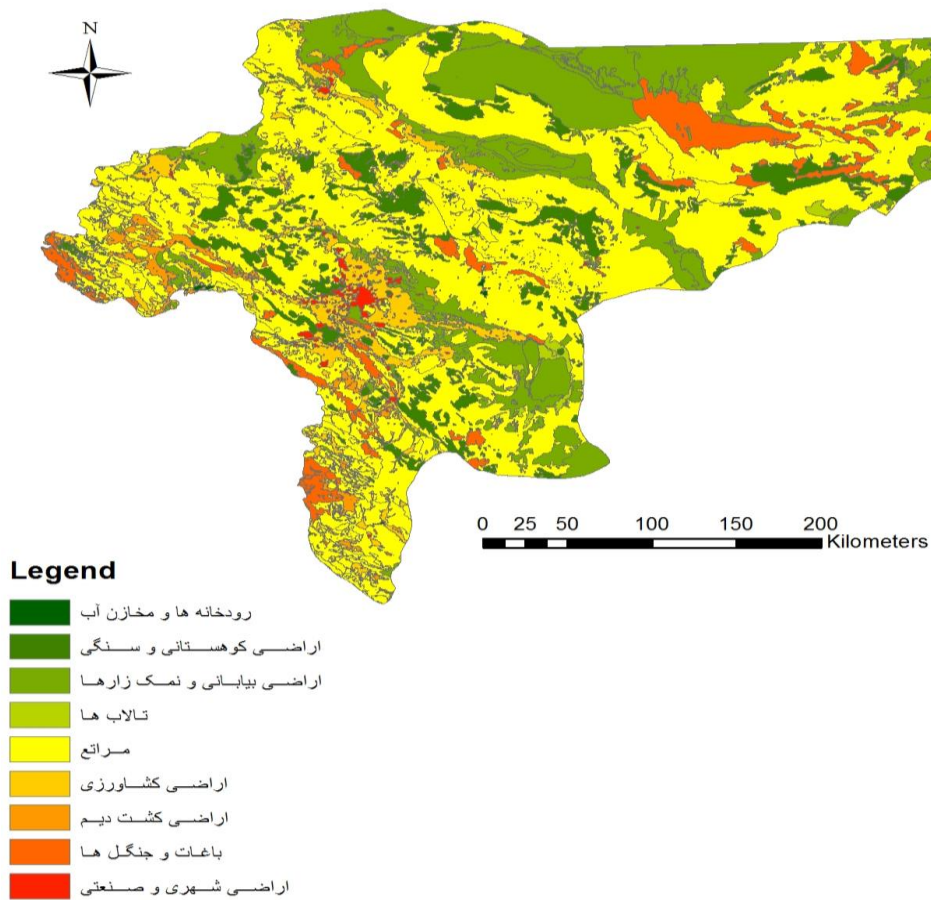 N
0 25 50 100 150 200
Kilometers
Legend
رودخانه ها و مخازن آب
اراضی کوهستانی و سنگی
اراضی بیابانی و نمک زارها
تالاب ها
مراتع
اراضی کشاورزی
اراضی کشت دیم
باغات و جنگل ها
اراضی شهری و صنعتی